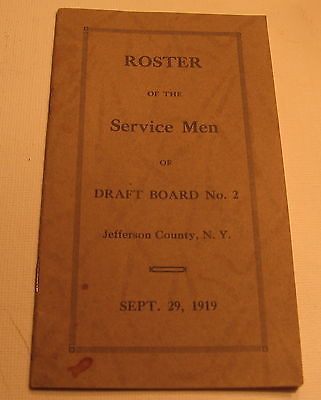 ROSTER
OF THE
Service Men
OF
DRAFT BOARD No. 2
Jefferson County, N. Y.
SEPT. 29, 1919